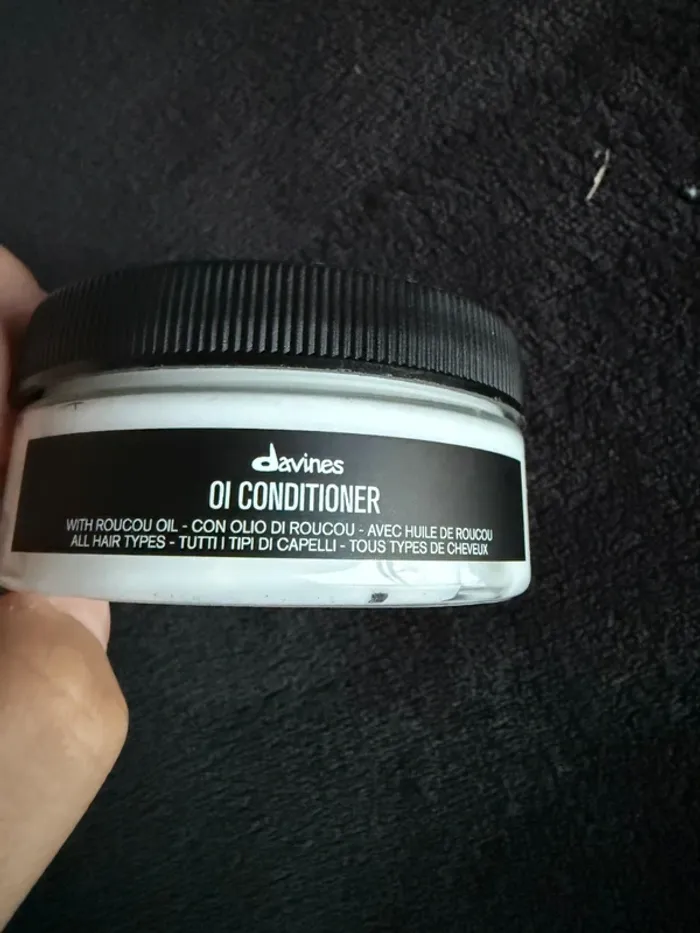 davines
OI CONDITIONER
WITH ROUCOU OIL - CON OLIO DI ROUCOU - AVEC HUILE DE ROUCOU
ALL HAIR TYPES - TUTTI I TIPI DI CAPELLI - TOUS TYPES DE CHEVEUX